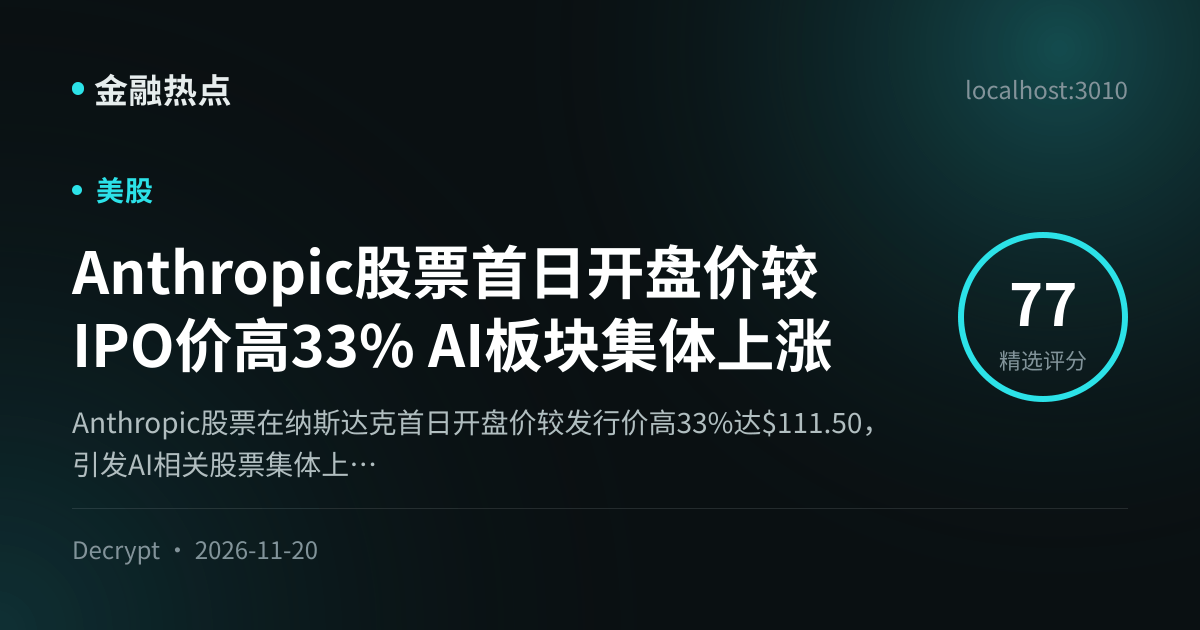 金融热点
localhost:3010
美股
Anthropic股票首日开盘价较
IPO价高33% AI板块集体上涨
77
精选评分
Anthropic股票在纳斯达克首日开盘价较发行价高33%达$111.50，
引发AI相关股票集体上…
Decrypt · 2026-11-20